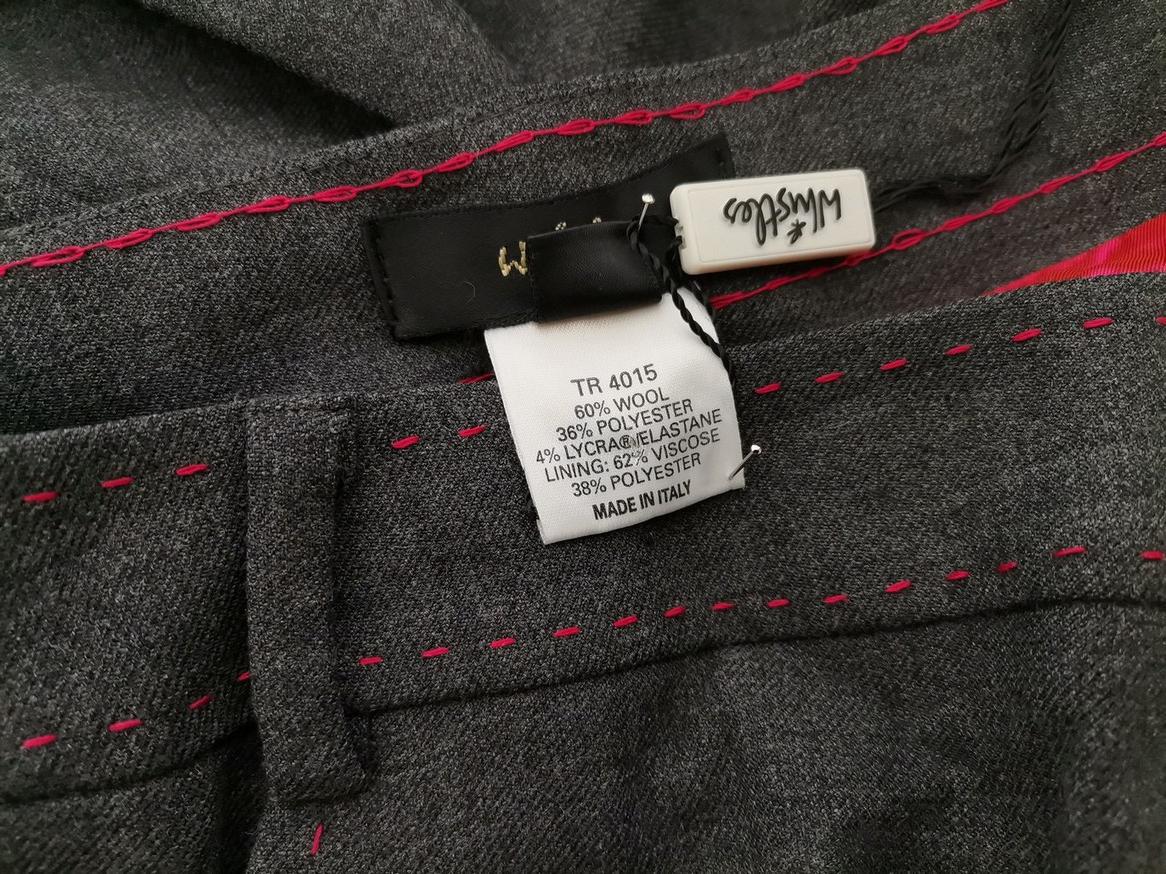 Whistles
TR 4015
60% WOOL
36% POLYESTER
4% LYCRA®/ELASTANE
LINING: 62% VISCOSE
38% POLYESTER
MADE IN ITALY